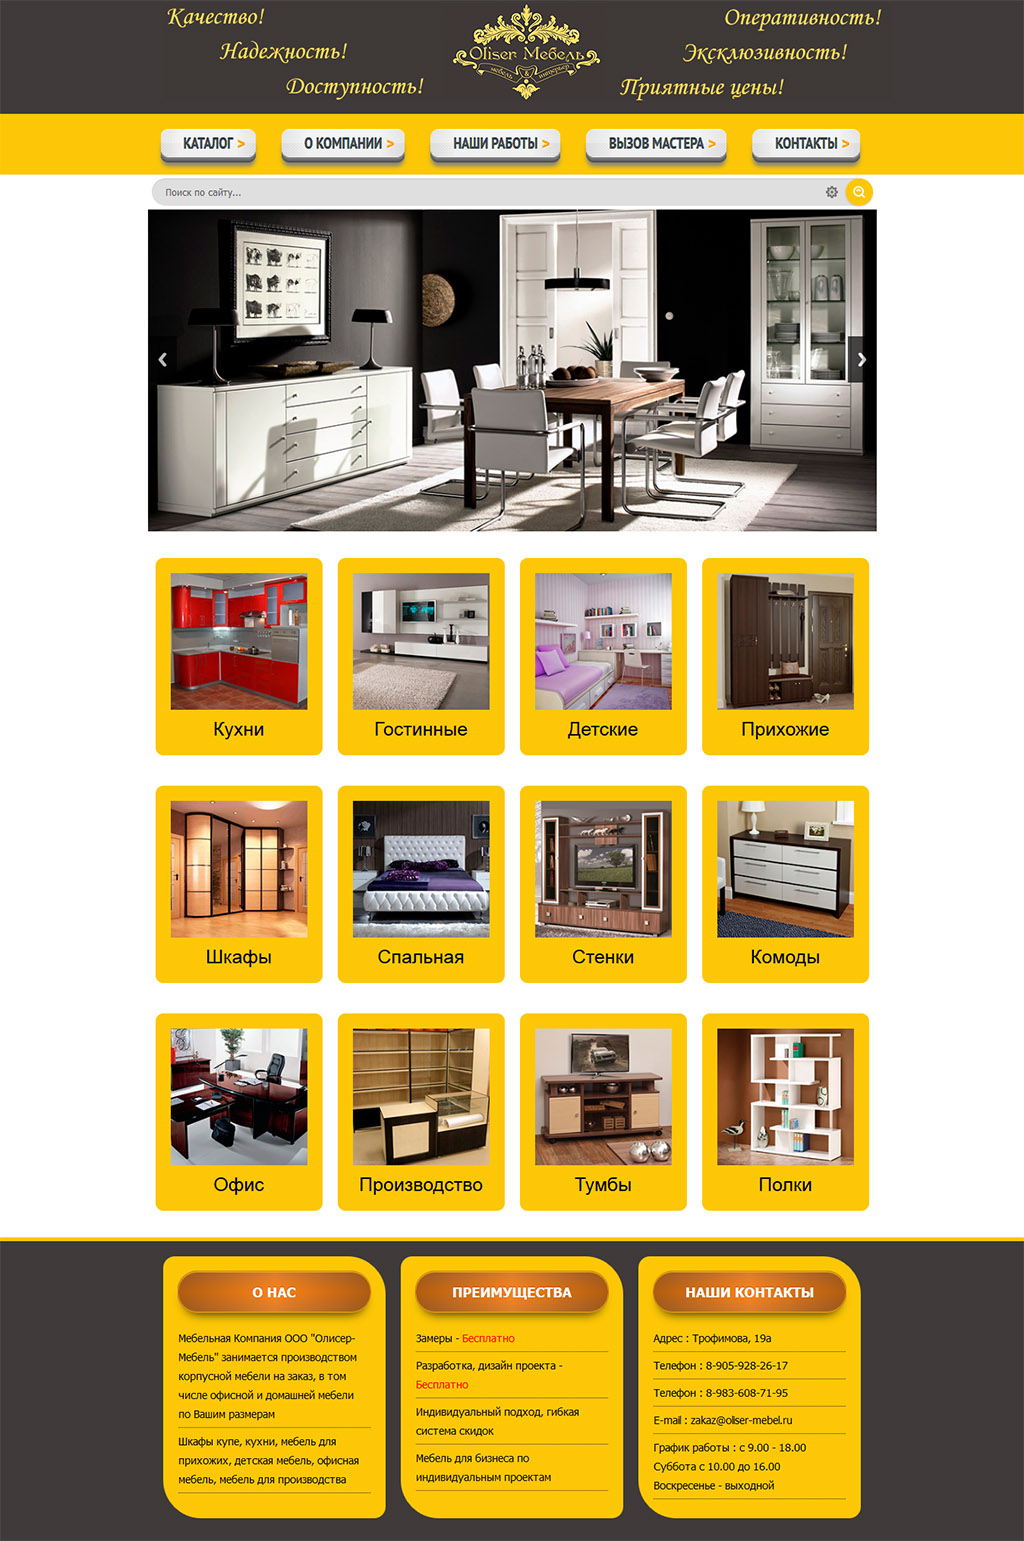 Качество!
Надежность!
Доступность!
Oliser Мебель
мебель & интерьер
Оперативность!
Эксклюзивность!
Приятные цены!
КАТАЛОГ >
О КОМПАНИИ >
НАШИ РАБОТЫ >
ВЫЗОВ МАСТЕРА >
КОНТАКТЫ >
Поиск по сайту...
Кухни
Гостинные
Детские
Прихожие
Шкафы
Спальная
Стенки
Комоды
Офис
Производство
Тумбы
Полки
О НАС
Мебельная Компания ООО "Олисер-
Мебель" занимается производством
корпусной мебели на заказ, в том
числе офисной и домашней мебели
по Вашим размерам
Шкафы купе, кухни, мебель для
прихожих, детская мебель, офисная
мебель, мебель для производства
ПРЕИМУЩЕСТВА
Замеры - Бесплатно
Разработка, дизайн проекта -
Бесплатно
Индивидуальный подход, гибкая
система скидок
Мебель для бизнеса по
индивидуальным проектам
НАШИ КОНТАКТЫ
Адрес : Трофимова, 19а
Телефон : 8-905-928-26-17
Телефон : 8-983-608-71-95
E-mail : zakaz@oliser-mebel.ru
График работы : с 9.00 - 18.00
Суббота с 10.00 до 16.00
Воскресенье - выходной